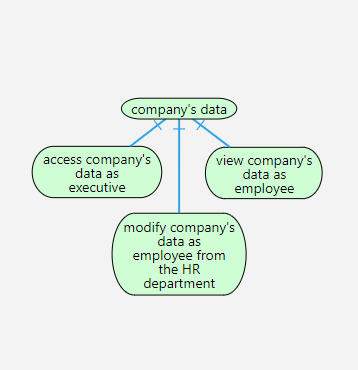 company's data
access company's
data as
executive
view company's
data as
employee
modify company's
data as
employee from
the HR
department